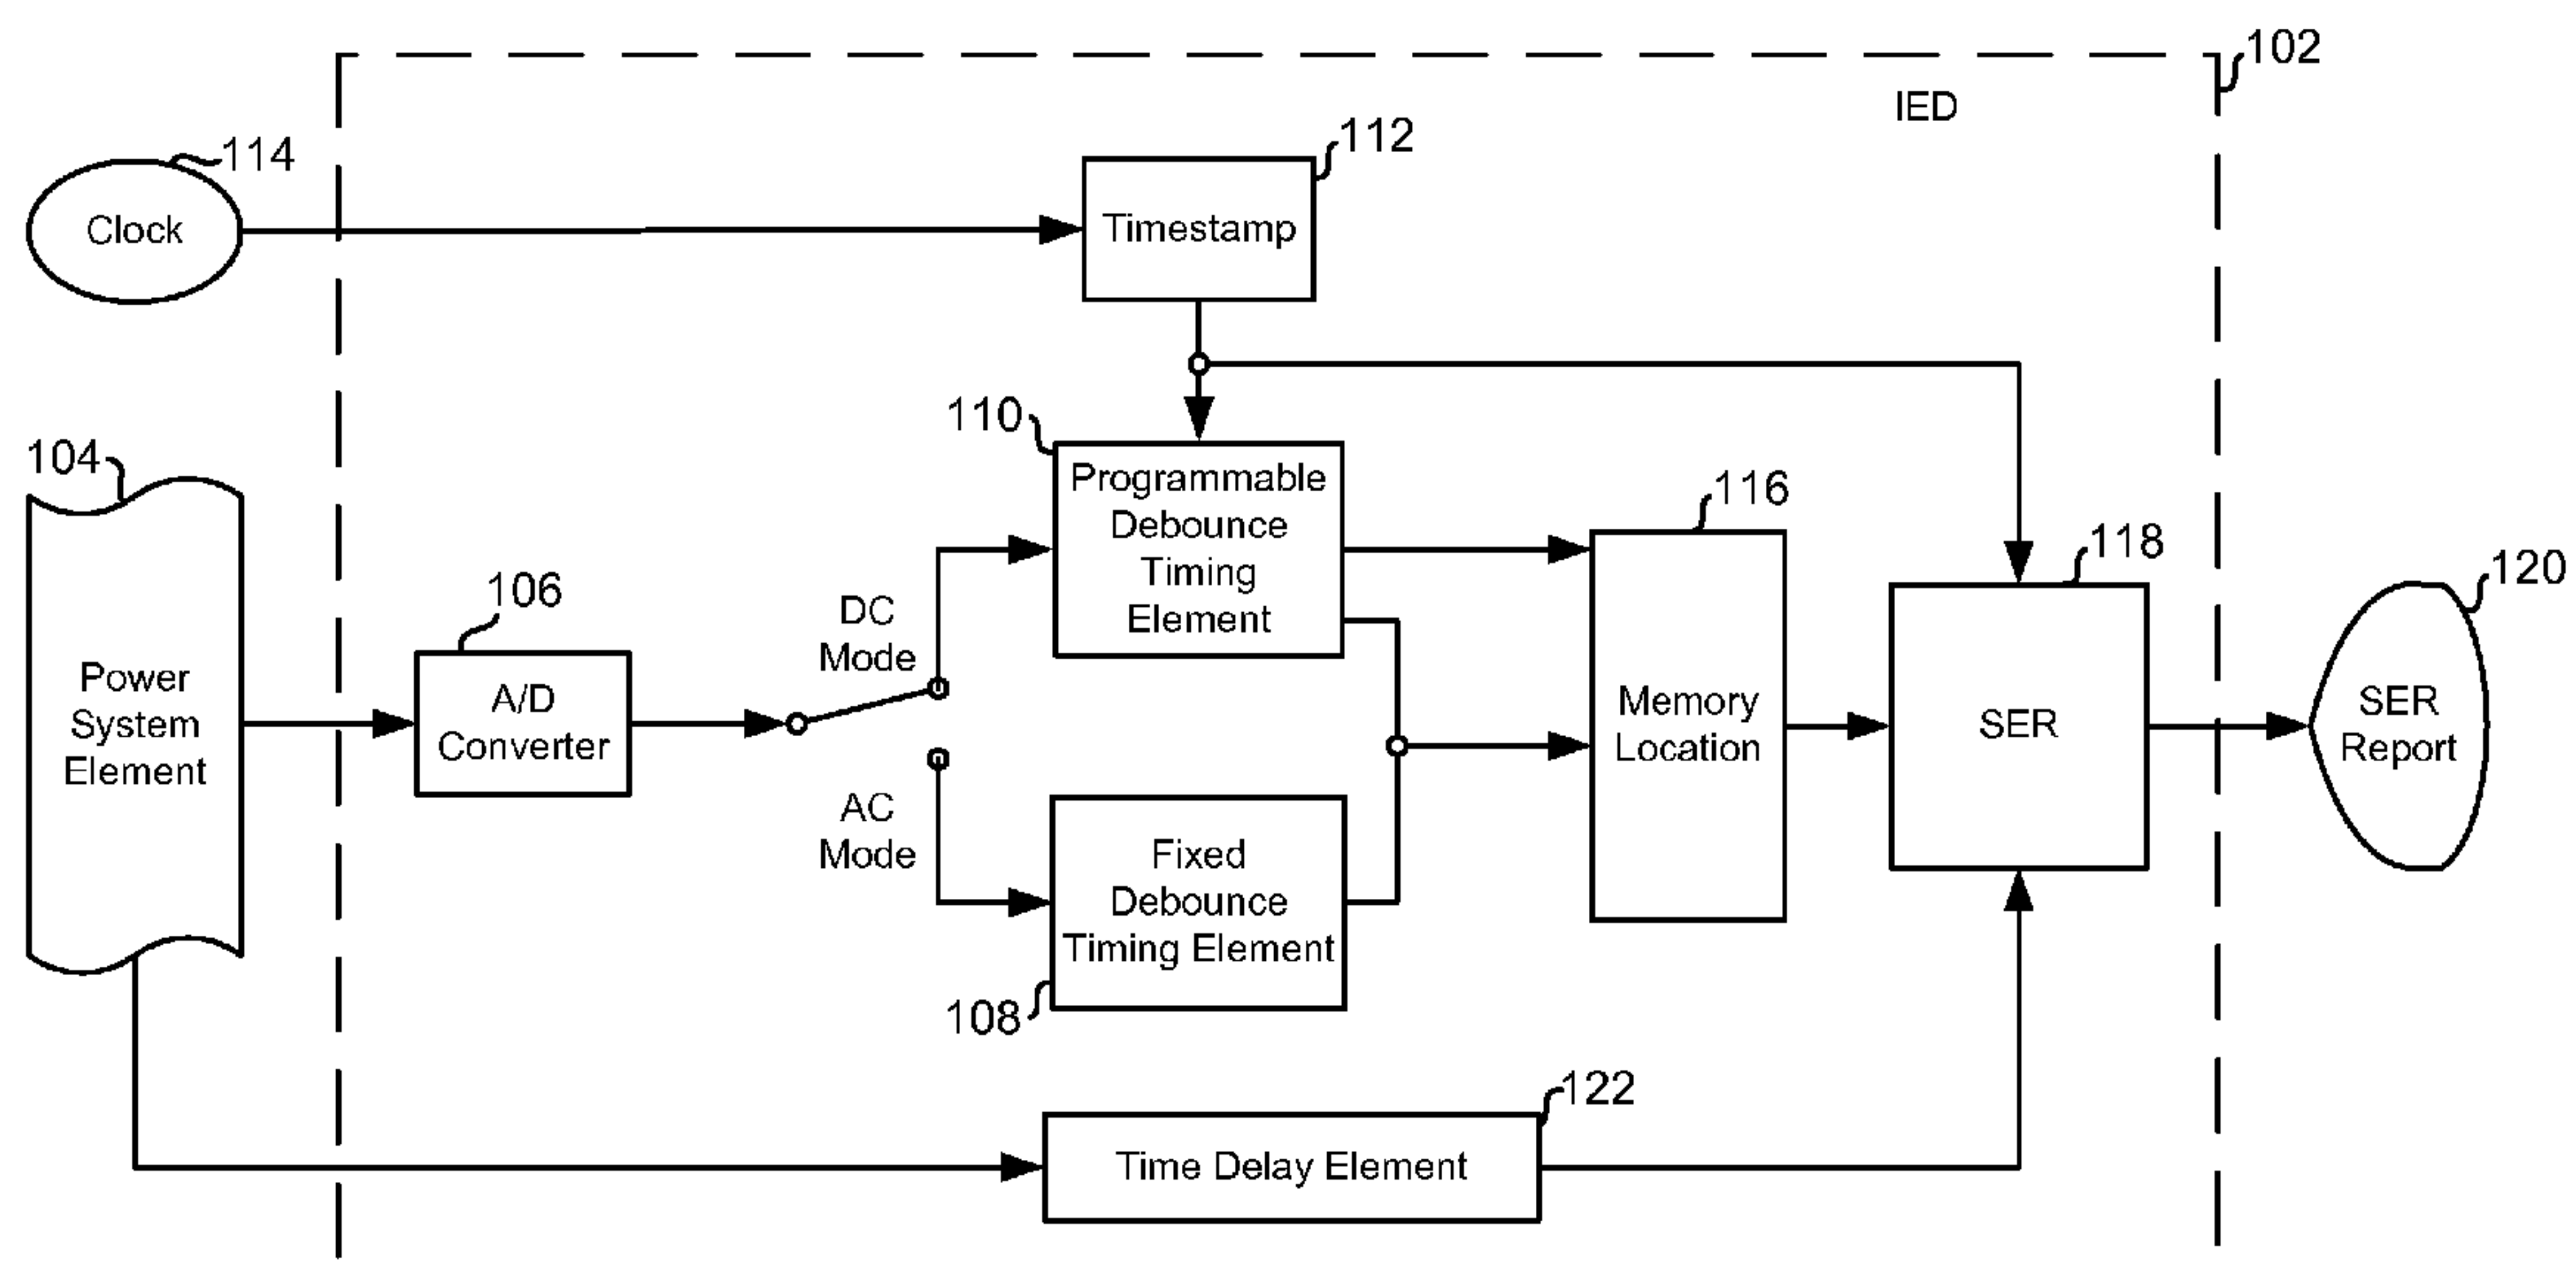 102
IED
112
114
Clock
Timestamp
110
104
Programmable
Debounce
Timing
Element
116
118
120
106
DC
Mode
Power
System
Element
A/D
Converter
Memory
Location
SER
SER
Report
AC
Mode
Fixed
Debounce
Timing Element
108
122
Time Delay Element